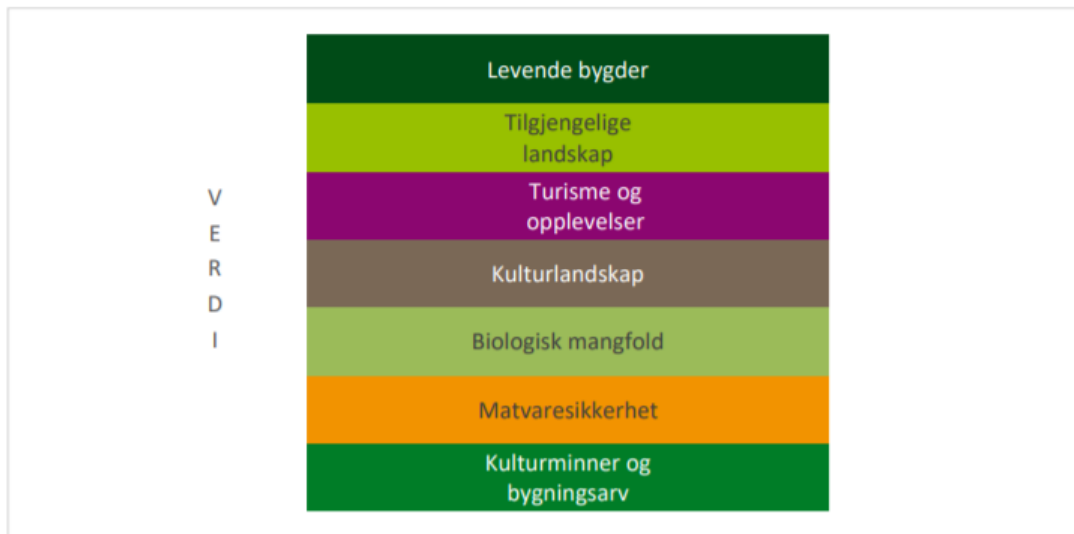 Levende bygder
Tilgjengelige
landskap
Turisme og
opplevelser
Kulturlandskap
Biologisk mangfold
Matvaresikkerhet
Kulturminner og
bygningsarv
V
E
R
D
I